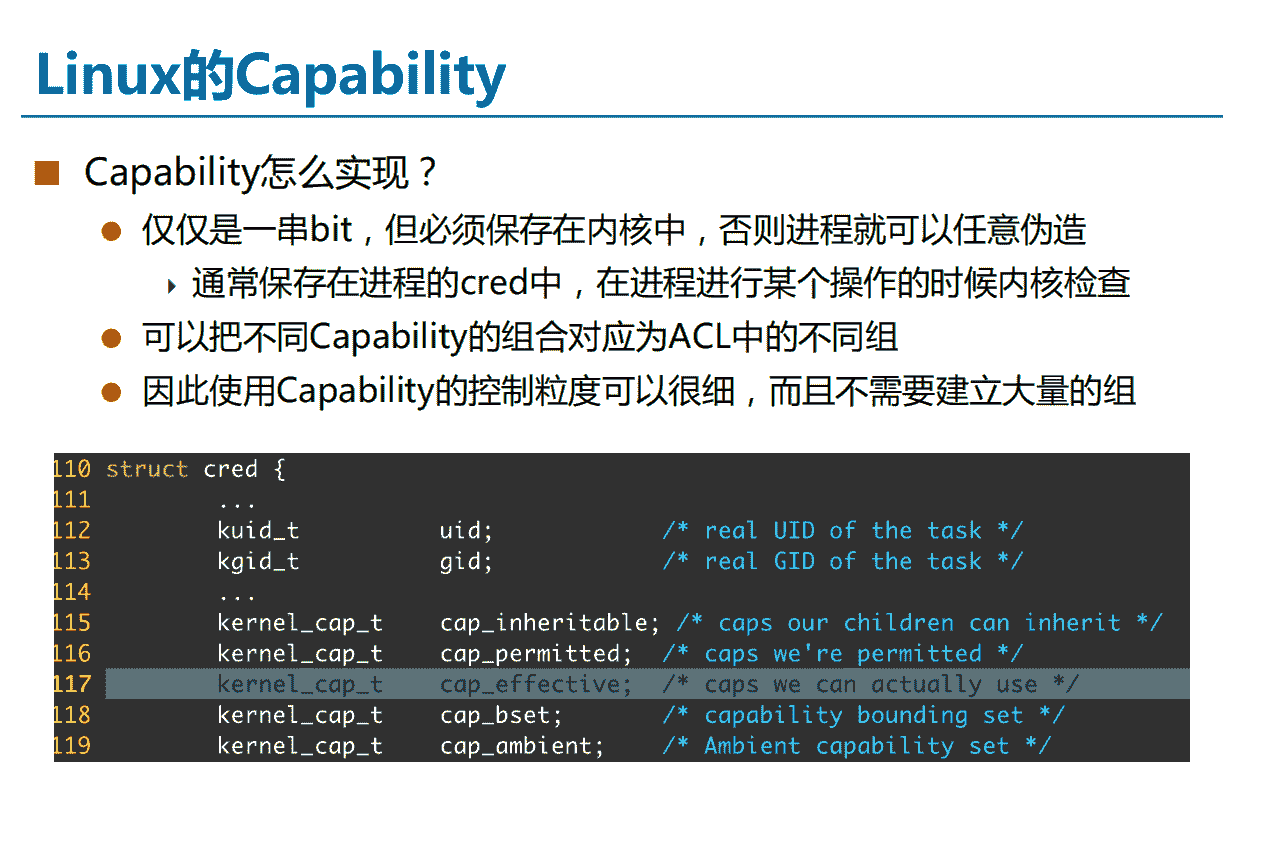 Linux的Capability
Capability怎么实现？
仅仅是一串bit，但必须保存在内核中，否则进程就可以任意伪造
通常保存在进程的cred中，在进程进行某个操作的时候内核检查
可以把不同Capability的组合对应为ACL中的不同组
因此使用Capability的控制粒度可以很细，而且不需要建立大量的组
110 struct cred {
111 ...
112 kuid_t uid; /* real UID of the task */
113 kgid_t gid; /* real GID of the task */
114 ...
115 kernel_cap_t cap_inheritable; /* caps our children can inherit */
116 kernel_cap_t cap_permitted; /* caps we're permitted */
117 kernel_cap_t cap_effective; /* caps we can actually use */
118 kernel_cap_t cap_bset; /* capability bounding set */
119 kernel_cap_t cap_ambient; /* Ambient capability set */